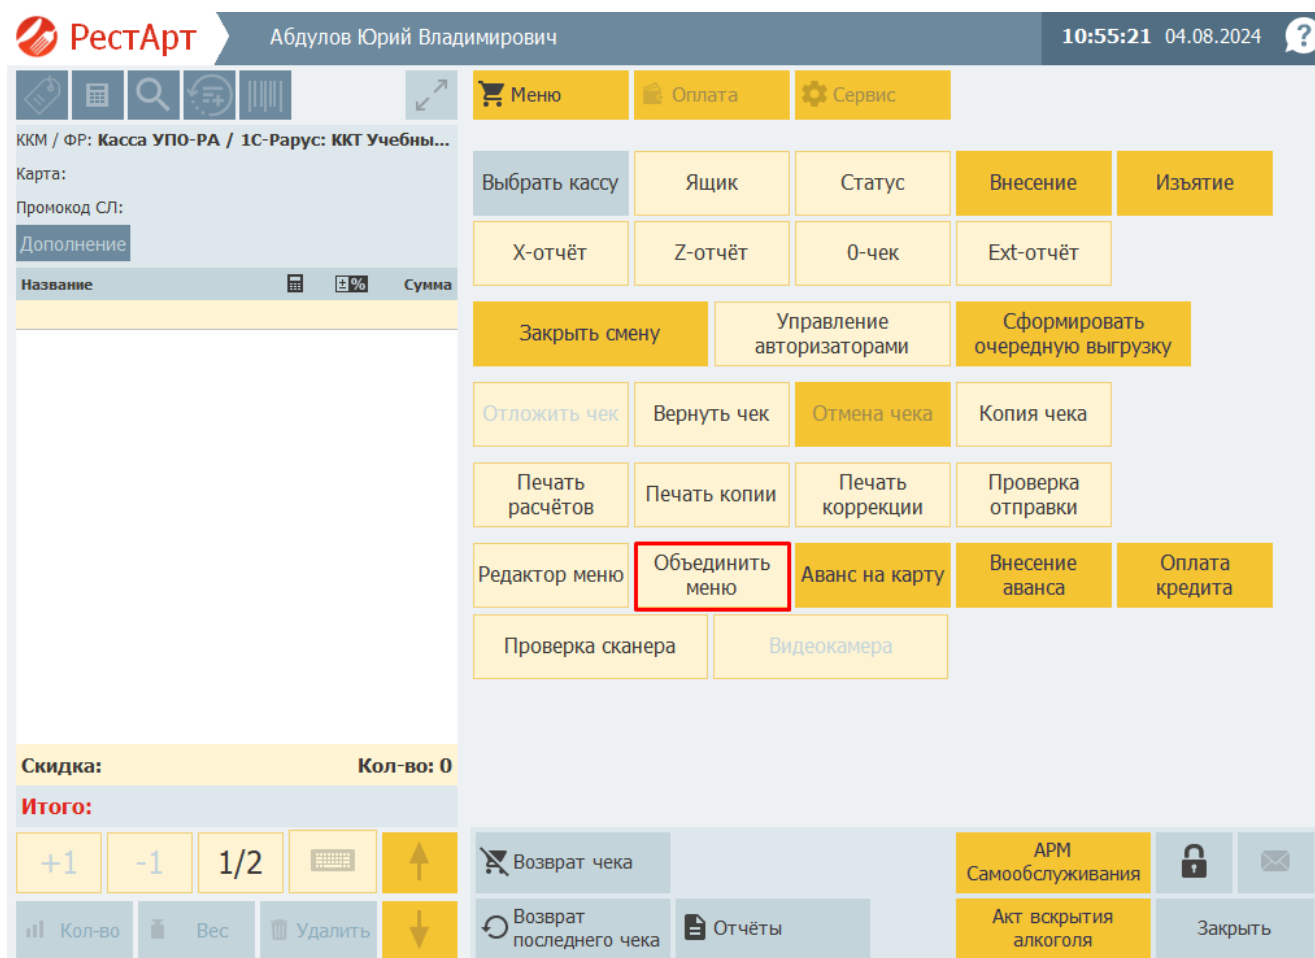 РестАрт
Абдулов Юрий Владимирович
10:55:21 04.08.2024
?
Меню
Оплата
Сервис
ККМ / ФР: Касса УПО-РА / 1С-Рарус: ККТ Учебны...
Карта:
Промокод СЛ:
Дополнение
Название ±% Сумма
Выбрать кассу
Ящик
Статус
Внесение
Изъятие
X-отчёт
Z-отчёт
0-чек
Ext-отчёт
Закрыть смену
Управление
авторизаторами
Сформировать
очередную выгрузку
Отложить чек
Вернуть чек
Отмена чека
Копия чека
Печать
расчётов
Печать копии
Печать
коррекции
Проверка
отправки
Редактор меню
Объединить
меню
Аванс на карту
Внесение
аванса
Оплата
кредита
Проверка сканера
Видеокамера
Скидка: Кол-во: 0
Итого:
+1
-1
1/2
Кол-во
Вес
Удалить
Возврат чека
Возврат
последнего чека
Отчёты
АРМ
Самообслуживания
Акт вскрытия
алкоголя
Закрыть